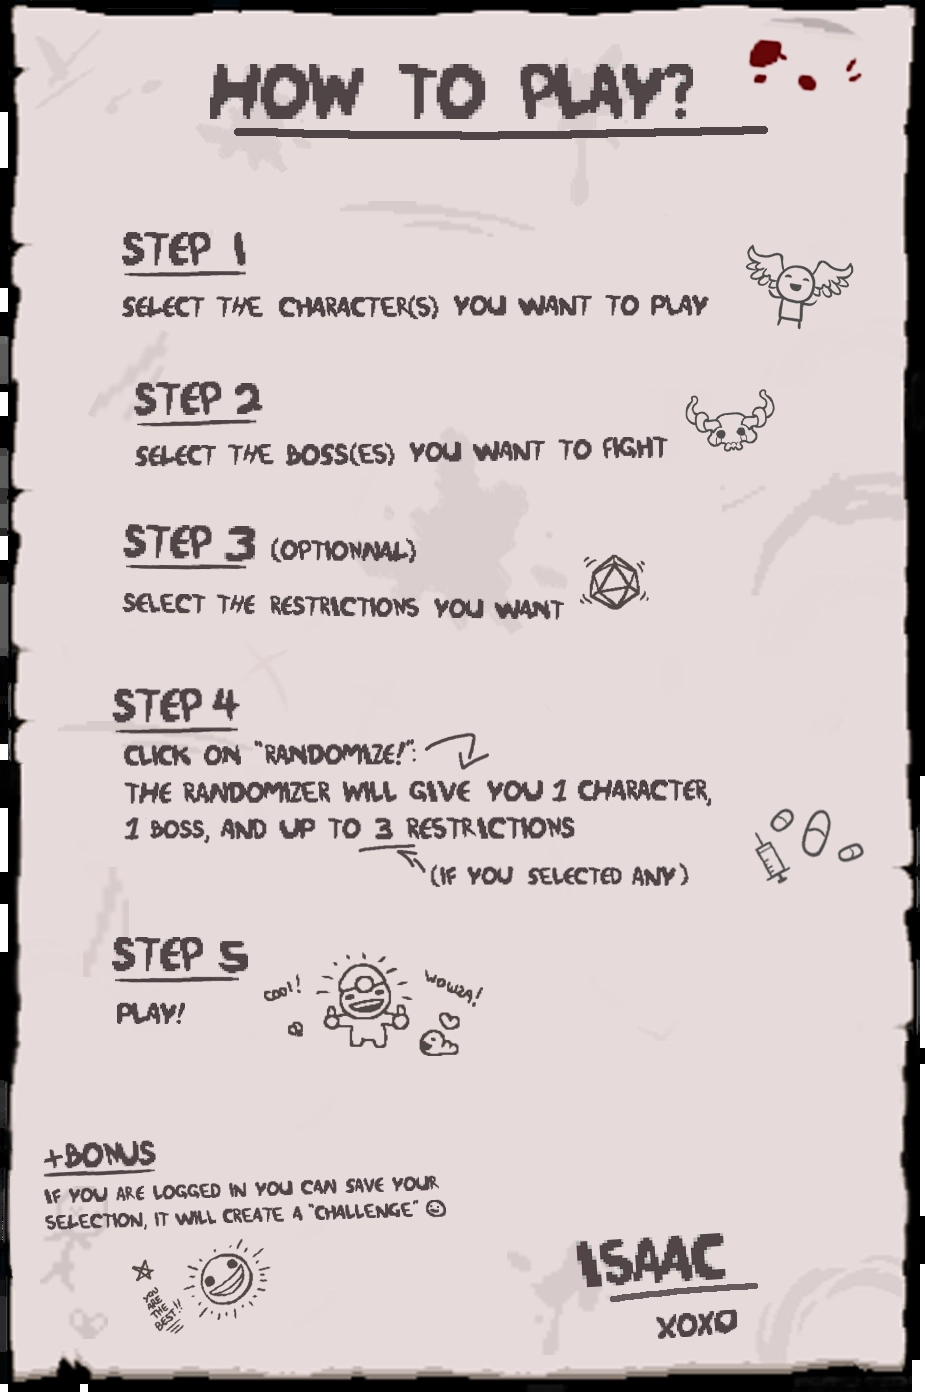 HOW TO PLAY?
STEP 1
SELECT THE CHARACTER(S) YOU WANT TO PLAY
STEP 2
SELECT THE BOSS(ES) YOU WANT TO FIGHT
STEP 3 (OPTIONNAL)
SELECT THE RESTRICTIONS YOU WANT
STEP 4
CLICK ON "RANDOMIZE!":
THE RANDOMIZER WILL GIVE YOU 1 CHARACTER,
1 BOSS, AND UP TO 3 RESTRICTIONS
(IF YOU SELECTED ANY)
STEP 5
PLAY!
COOL!
WOWZA!
+BONUS
IF YOU ARE LOGGED IN YOU CAN SAVE YOUR
SELECTION, IT WILL CREATE A "CHALLENGE" ☺
YOU
ARE
THE
BEST!!
ISAAC
XOXO